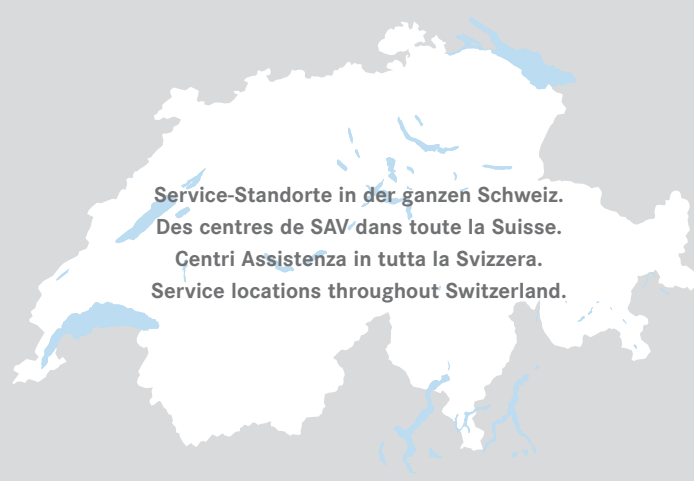 Service-Standorte in der ganzen Schweiz.
Des centres de SAV dans toute la Suisse.
Centri Assistenza in tutta la Svizzera.
Service locations throughout Switzerland.